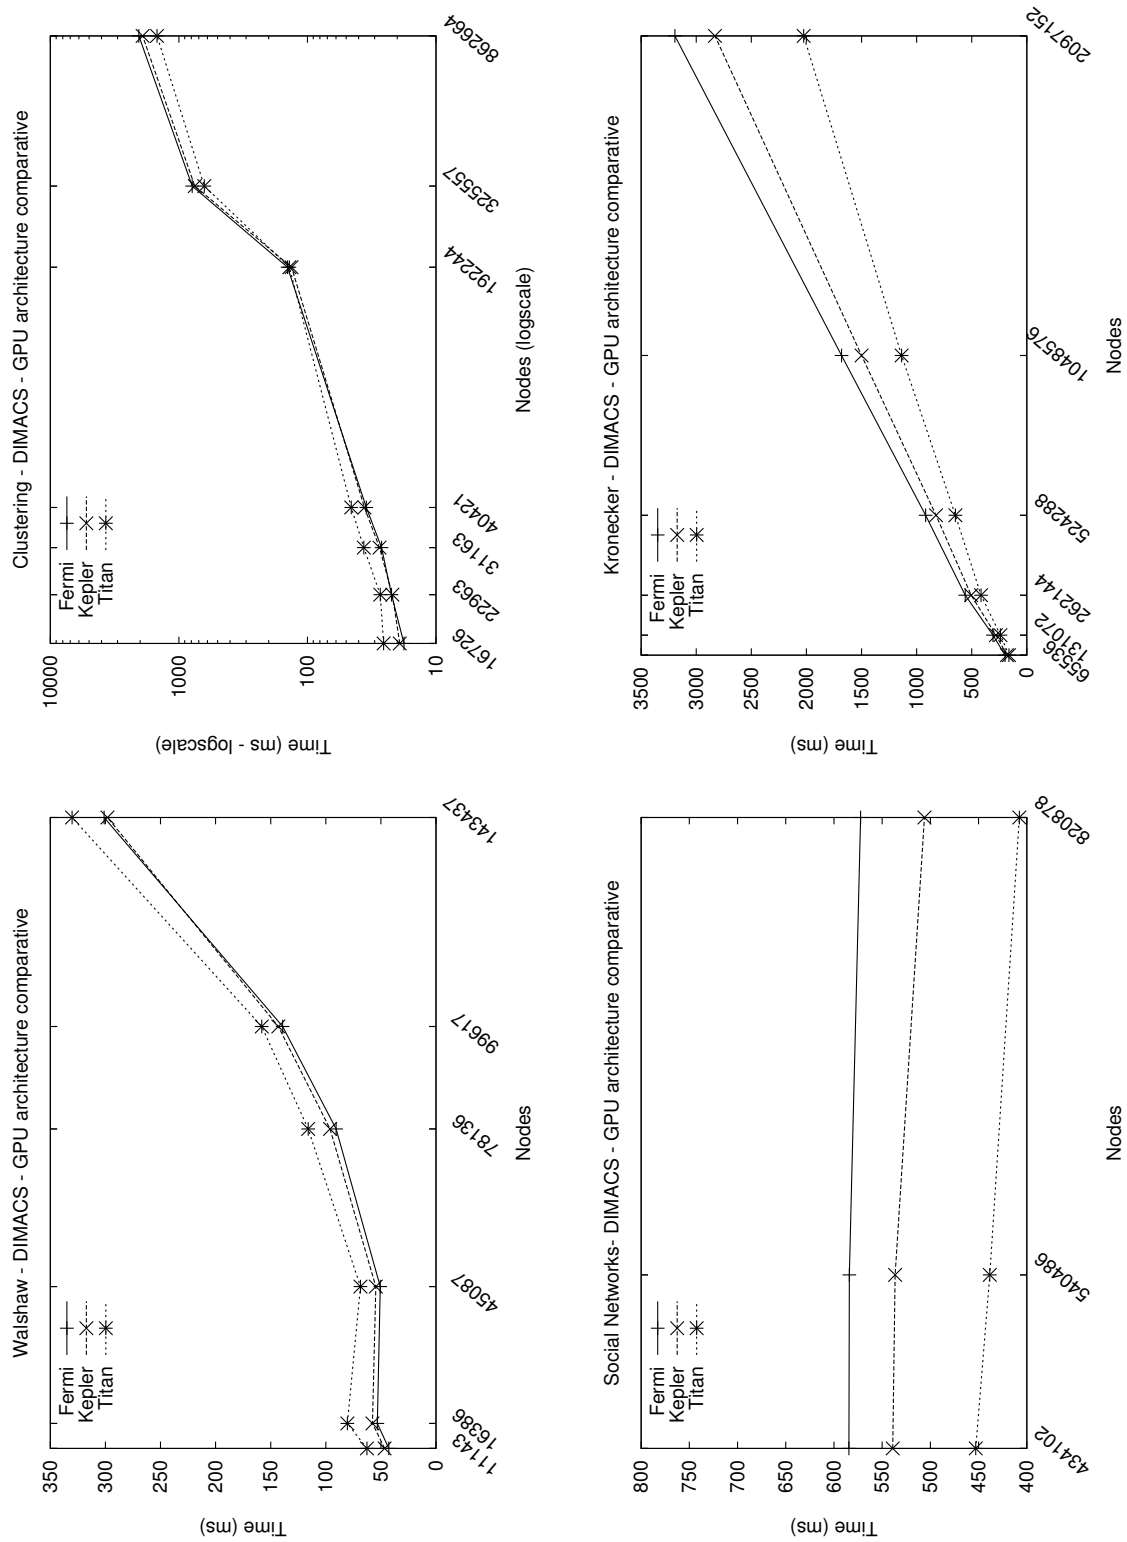 Walshaw - DIMACS - GPU architecture comparative
Fermi
Kepler
Titan
Time (ms)
350
300
250
200
150
100
50
0
11143
16386
45087
78136
99617
143437
Nodes
Clustering - DIMACS - GPU architecture comparative
Fermi
Kepler
Titan
Time (ms - logscale)
10000
1000
100
10
16726
22963
31163
40421
192244
325557
862664
Nodes (logscale)
Social Networks- DIMACS - GPU architecture comparative
Fermi
Kepler
Titan
Time (ms)
800
750
700
650
600
550
500
450
400
434102
540486
820878
Nodes
Kronecker - DIMACS - GPU architecture comparative
Fermi
Kepler
Titan
Time (ms)
3500
3000
2500
2000
1500
1000
500
0
65536
131072
262144
524288
1048576
2097152
Nodes